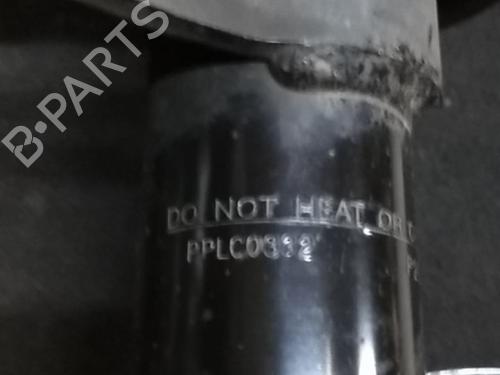 B·PARTS
DO NOT HEAT OR
PPLC0332